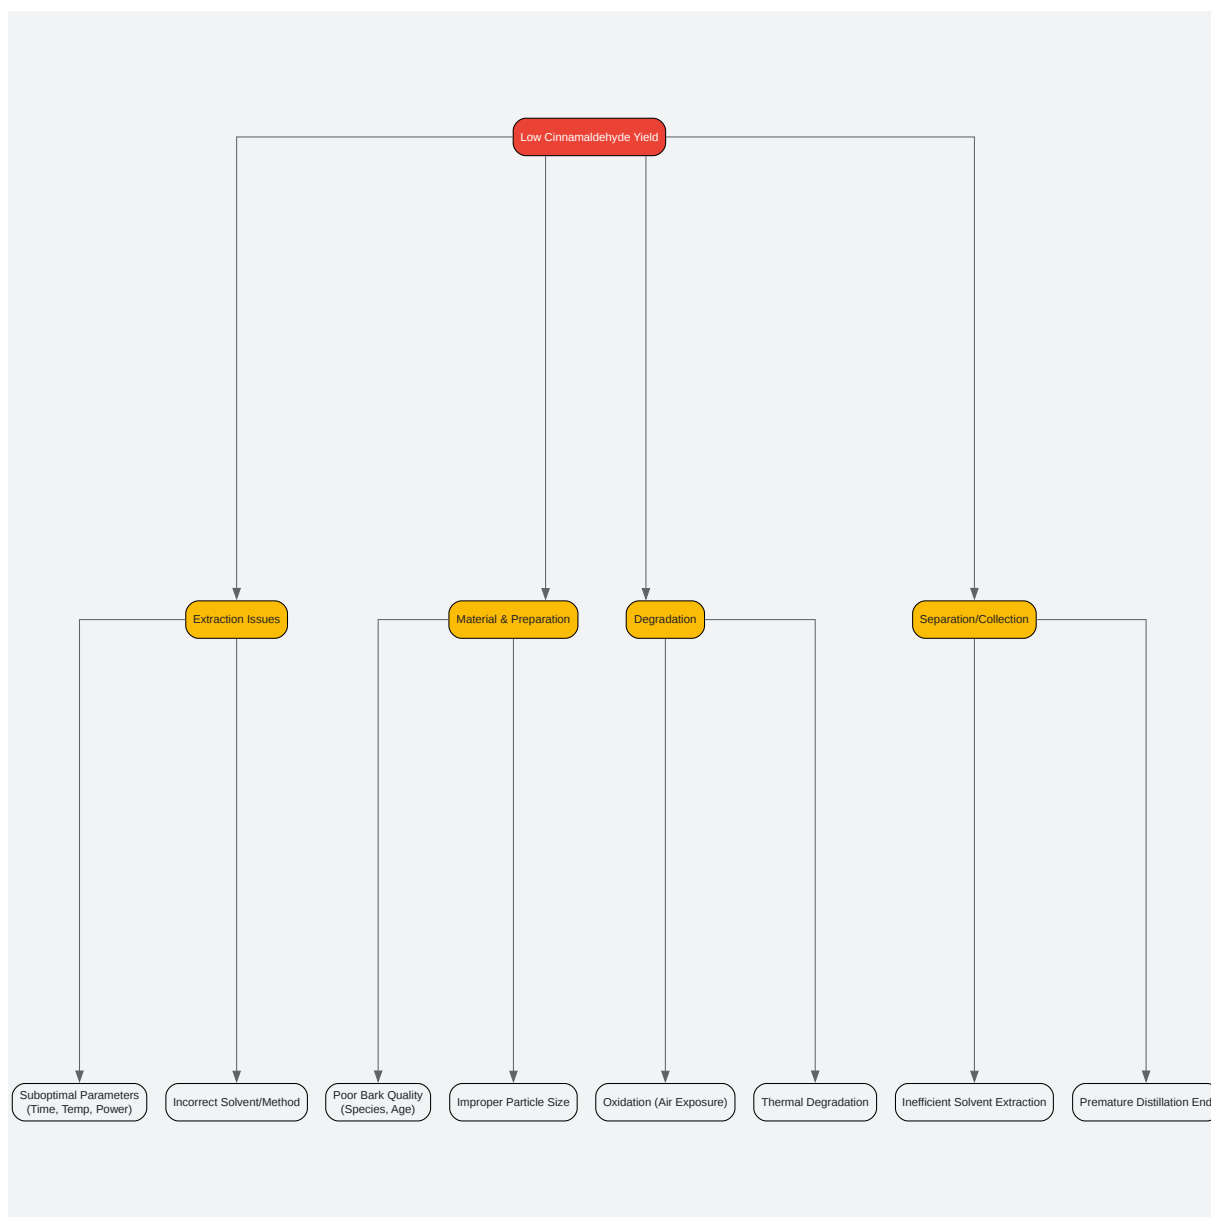 Low Cinnamaldehyde Yield
Extraction Issues
Material & Preparation
Degradation
Separation/Collection
Suboptimal Parameters
(Time, Temp, Power)
Incorrect Solvent/Method
Poor Bark Quality
(Species, Age)
Improper Particle Size
Oxidation (Air Exposure)
Thermal Degradation
Inefficient Solvent Extraction
Premature Distillation End